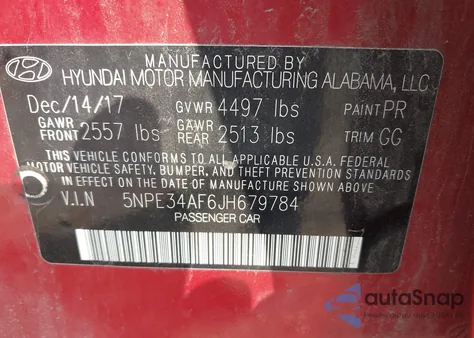 MANUFACTURED BY
HYUNDAI MOTOR MANUFACTURING ALABAMA, LLC
Dec/14/17 GVWR 4497 lbs PAINT PR
GAWR FRONT 2557 lbs GAWR REAR 2513 lbs TRIM GG
THIS VEHICLE CONFORMS TO ALL APPLICABLE U.S.A. FEDERAL
MOTOR VEHICLE SAFETY, BUMPER, AND THEFT PREVENTION
STANDARDS IN EFFECT ON THE DATE OF MANUFACTURE SHOWN ABOVE.
V.I.N 5NPE34AF6JH679784
PASSENGER CAR
autoSnap